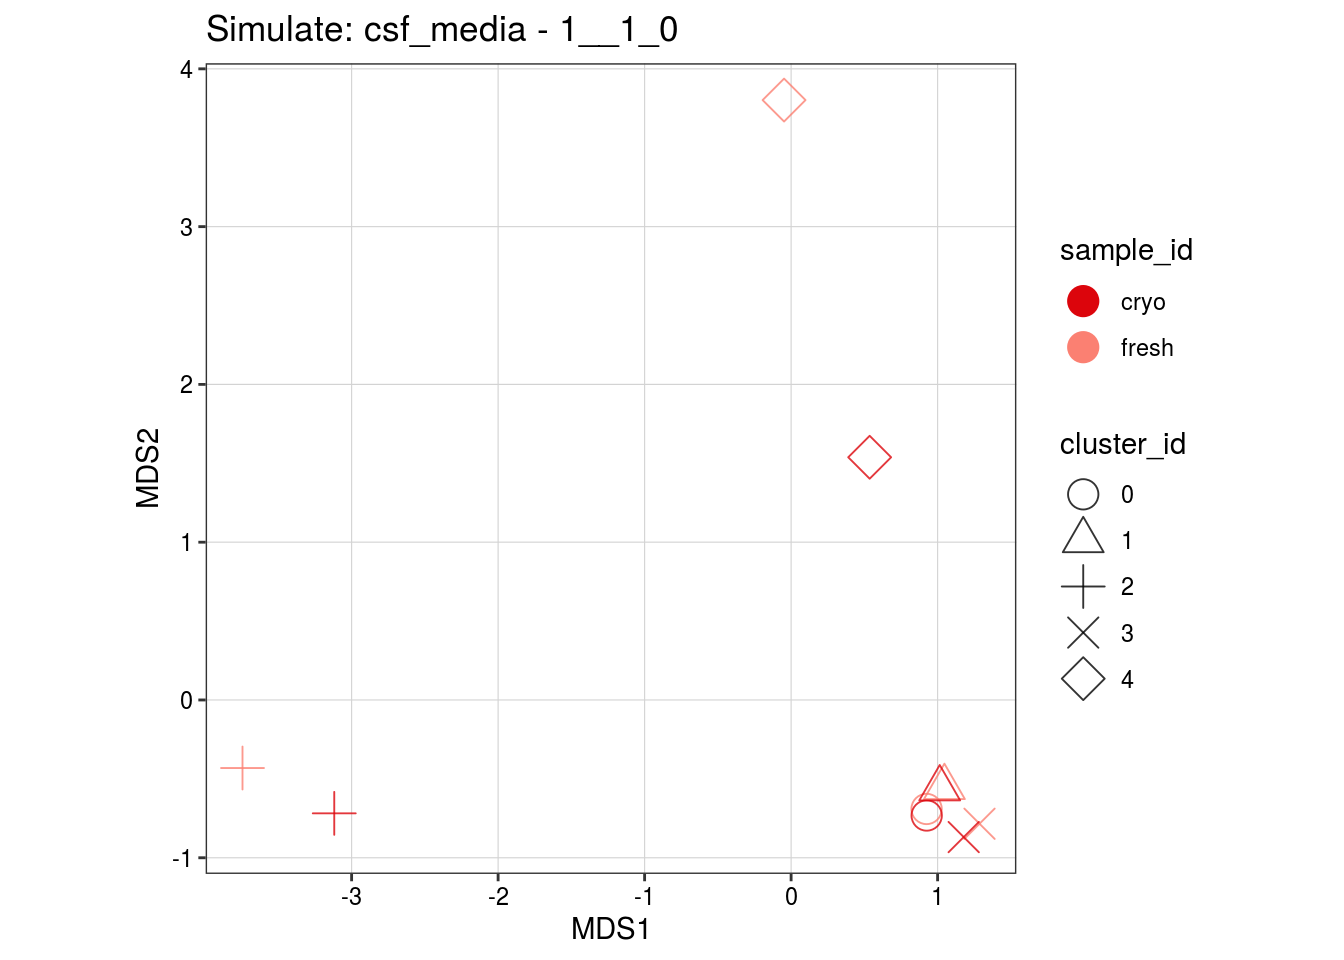 Simulate: csf_media - 1__1_0
4
3
2
1
0
-1
MDS2
-3
-2
-1
0
1
MDS1
sample_id
cryo
fresh
cluster_id
0
1
2
3
4